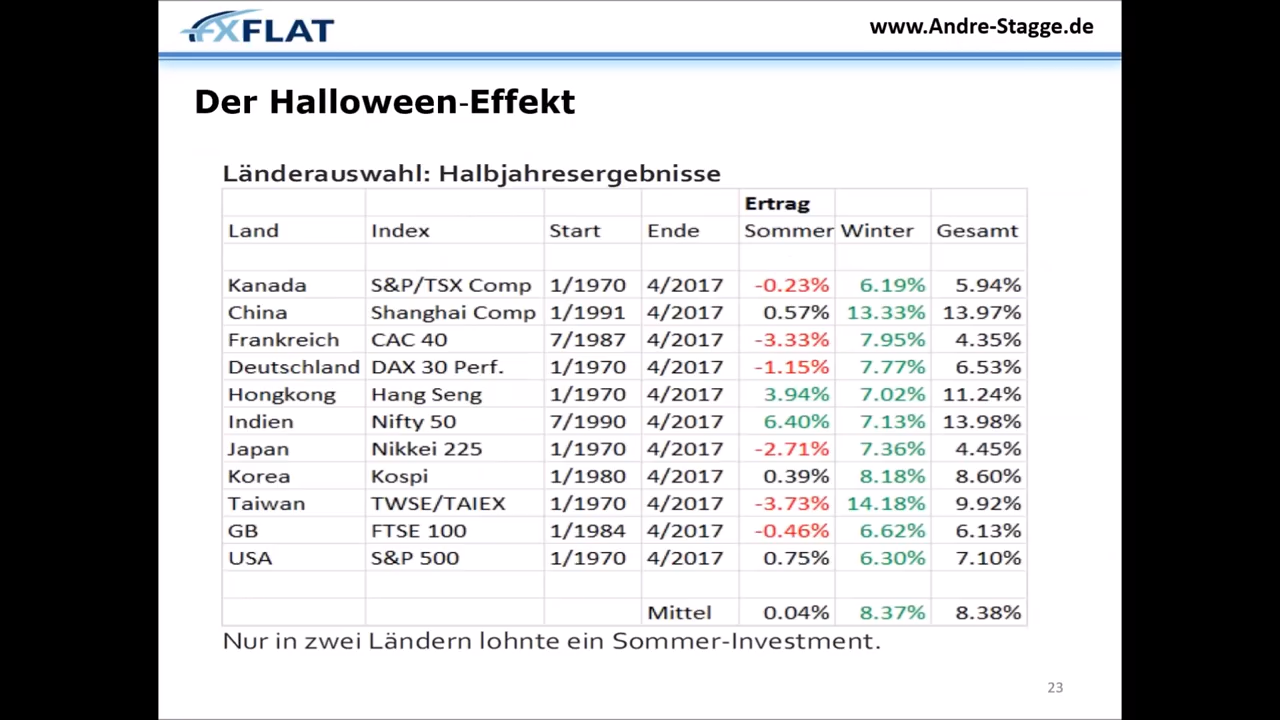 FXFLAT
www.Andre-Stagge.de
Der Halloween-Effekt
Länderauswahl: Halbjahresergebnisse
Ertrag
Land Index Start Ende Sommer Winter Gesamt
Kanada S&P/TSX Comp 1/1970 4/2017 -0.23% 6.19% 5.94%
China Shanghai Comp 1/1991 4/2017 0.57% 13.33% 13.97%
Frankreich CAC 40 7/1987 4/2017 -3.33% 7.95% 4.35%
Deutschland DAX 30 Perf. 1/1970 4/2017 -1.15% 7.77% 6.53%
Hongkong Hang Seng 1/1970 4/2017 3.94% 7.02% 11.24%
Indien Nifty 50 7/1990 4/2017 6.40% 7.13% 13.98%
Japan Nikkei 225 1/1970 4/2017 -2.71% 7.36% 4.45%
Korea Kospi 1/1980 4/2017 0.39% 8.18% 8.60%
Taiwan TWSE/TAIEX 1/1970 4/2017 -3.73% 14.18% 9.92%
GB FTSE 100 1/1984 4/2017 -0.46% 6.62% 6.13%
USA S&P 500 1/1970 4/2017 0.75% 6.30% 7.10%
Mittel 0.04% 8.37% 8.38%
Nur in zwei Ländern lohnte ein Sommer-Investment.
23